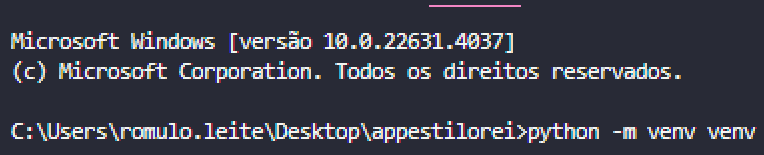 Microsoft Windows [versão 10.0.22631.4037]
(c) Microsoft Corporation. Todos os direitos reservados.
C:\Users\romulo.leite\Desktop\appestilorei>python -m venv venv